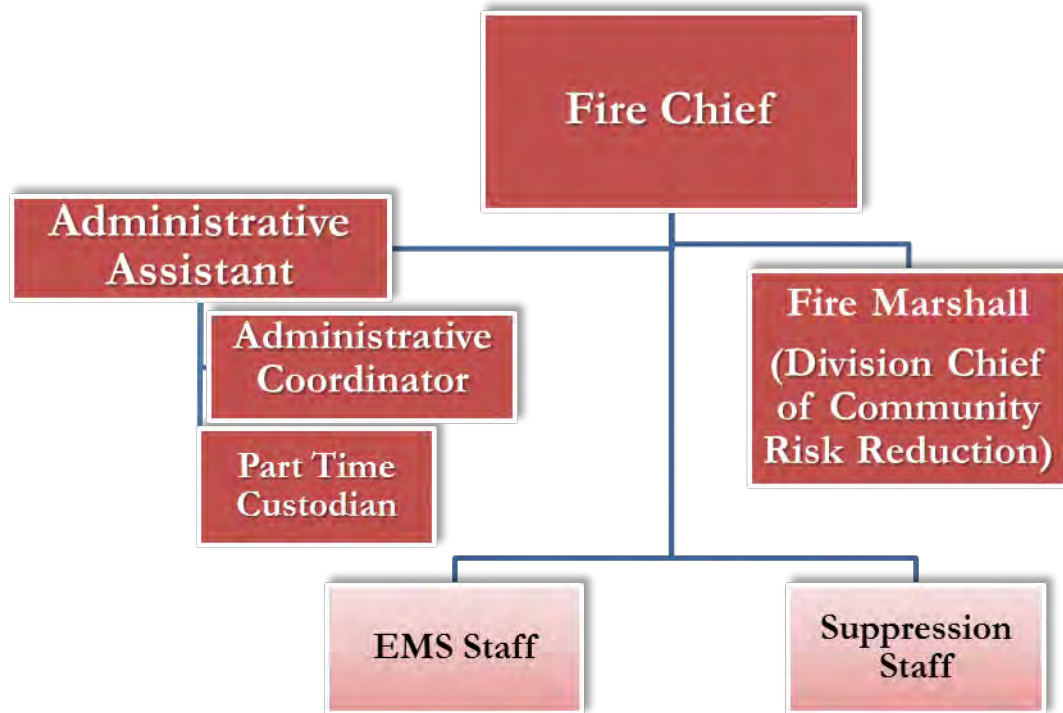 Fire Chief
Administrative
Assistant
Administrative
Coordinator
Part Time
Custodian
Fire Marshall
(Division Chief
of Community
Risk Reduction)
EMS Staff
Suppression
Staff